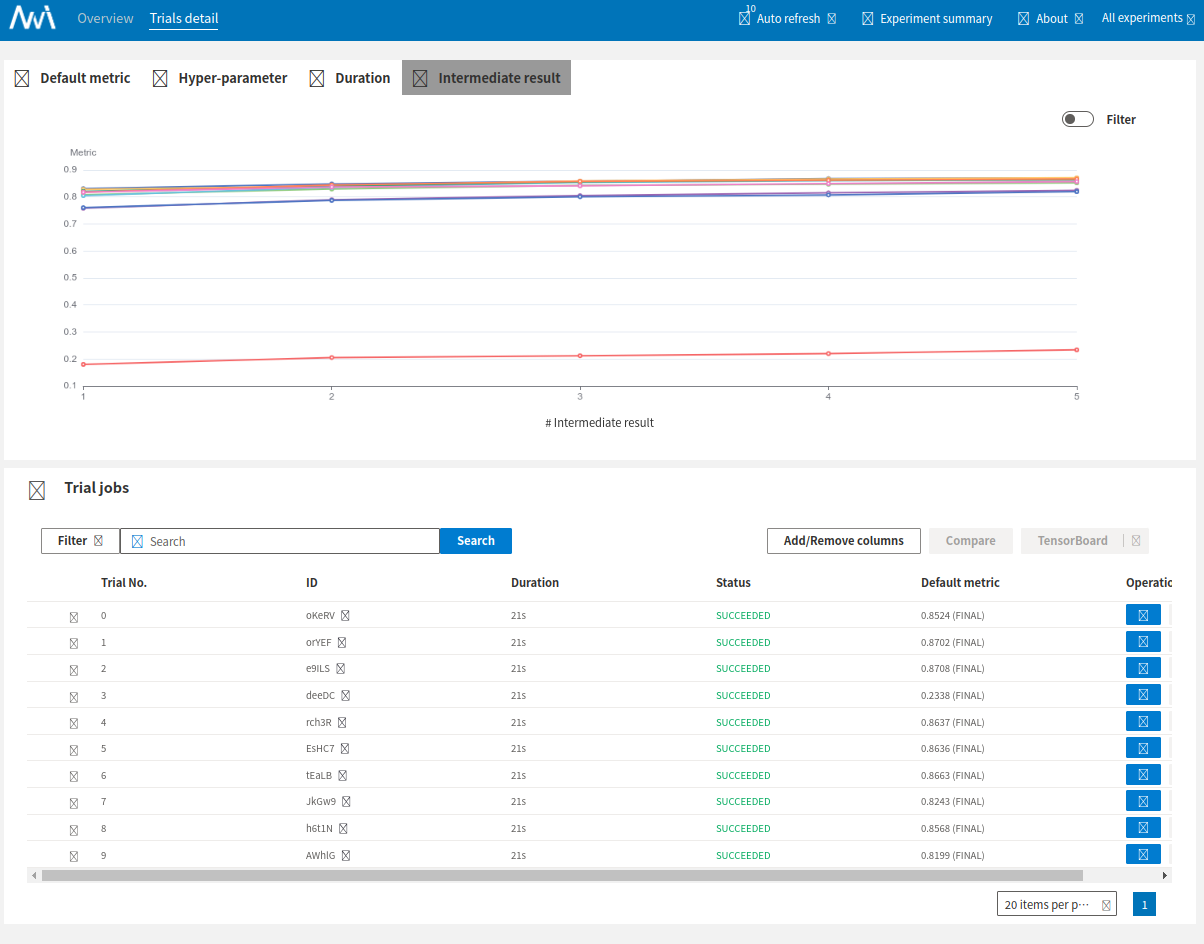 Overview Trials detail 10 Auto refresh Experiment summary About All experiments
Default metric Hyper-parameter Duration Intermediate result
Filter
Metric
0.9
0.8
0.7
0.6
0.5
0.4
0.3
0.2
0.1
1 2 3 4 5
# Intermediate result
Trial jobs
Filter Search Search Add/Remove columns Compare TensorBoard
Trial No. ID Duration Status Default metric Operatic
0 oKeRV 21s SUCCEEDED 0.8524 (FINAL)
1 orYEF 21s SUCCEEDED 0.8702 (FINAL)
2 e9ILS 21s SUCCEEDED 0.8708 (FINAL)
3 deeDC 21s SUCCEEDED 0.2338 (FINAL)
4 rch3R 21s SUCCEEDED 0.8637 (FINAL)
5 EsHC7 21s SUCCEEDED 0.8636 (FINAL)
6 tEaLB 21s SUCCEEDED 0.8663 (FINAL)
7 JkGw9 21s SUCCEEDED 0.8243 (FINAL)
8 h6t1N 21s SUCCEEDED 0.8568 (FINAL)
9 AWhlG 21s SUCCEEDED 0.8199 (FINAL)
20 items per p··· 1